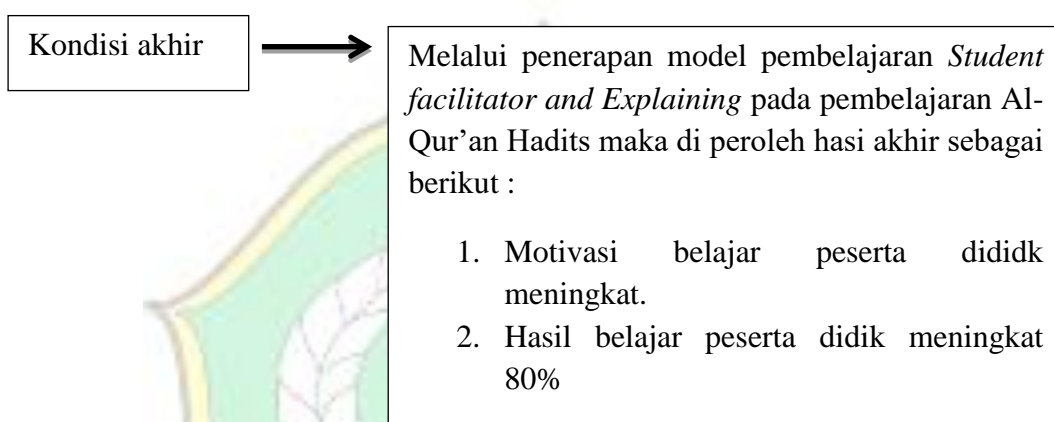 Kondisi akhir
Melalui penerapan model pembelajaran Student
facilitator and Explaining pada pembelajaran Al-
Qur’an Hadits maka di peroleh hasi akhir sebagai
berikut :
1. Motivasi belajar peserta dididk
meningkat.
2. Hasil belajar peserta didik meningkat
80%